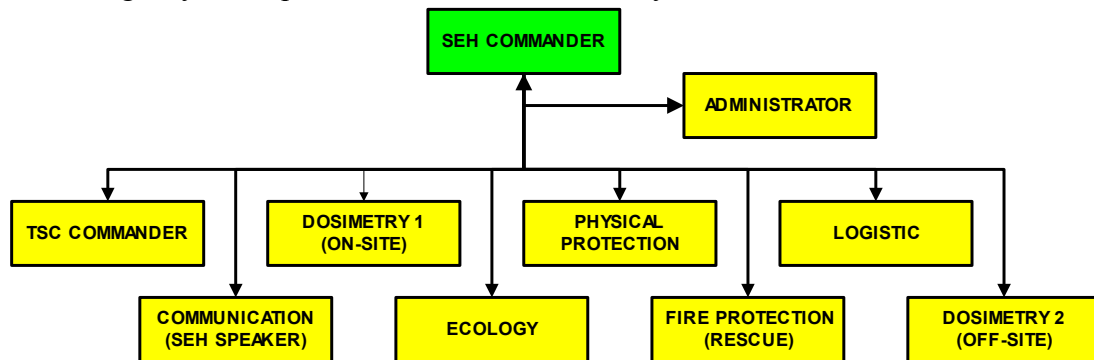 SEH COMMANDER
ADMINISTRATOR
TSC COMMANDER
DOSIMETRY 1
(ON-SITE)
PHYSICAL
PROTECTION
LOGISTIC
COMMUNICATION
(SEH SPEAKER)
ECOLOGY
FIRE PROTECTION
(RESCUE)
DOSIMETRY 2
(OFF-SITE)